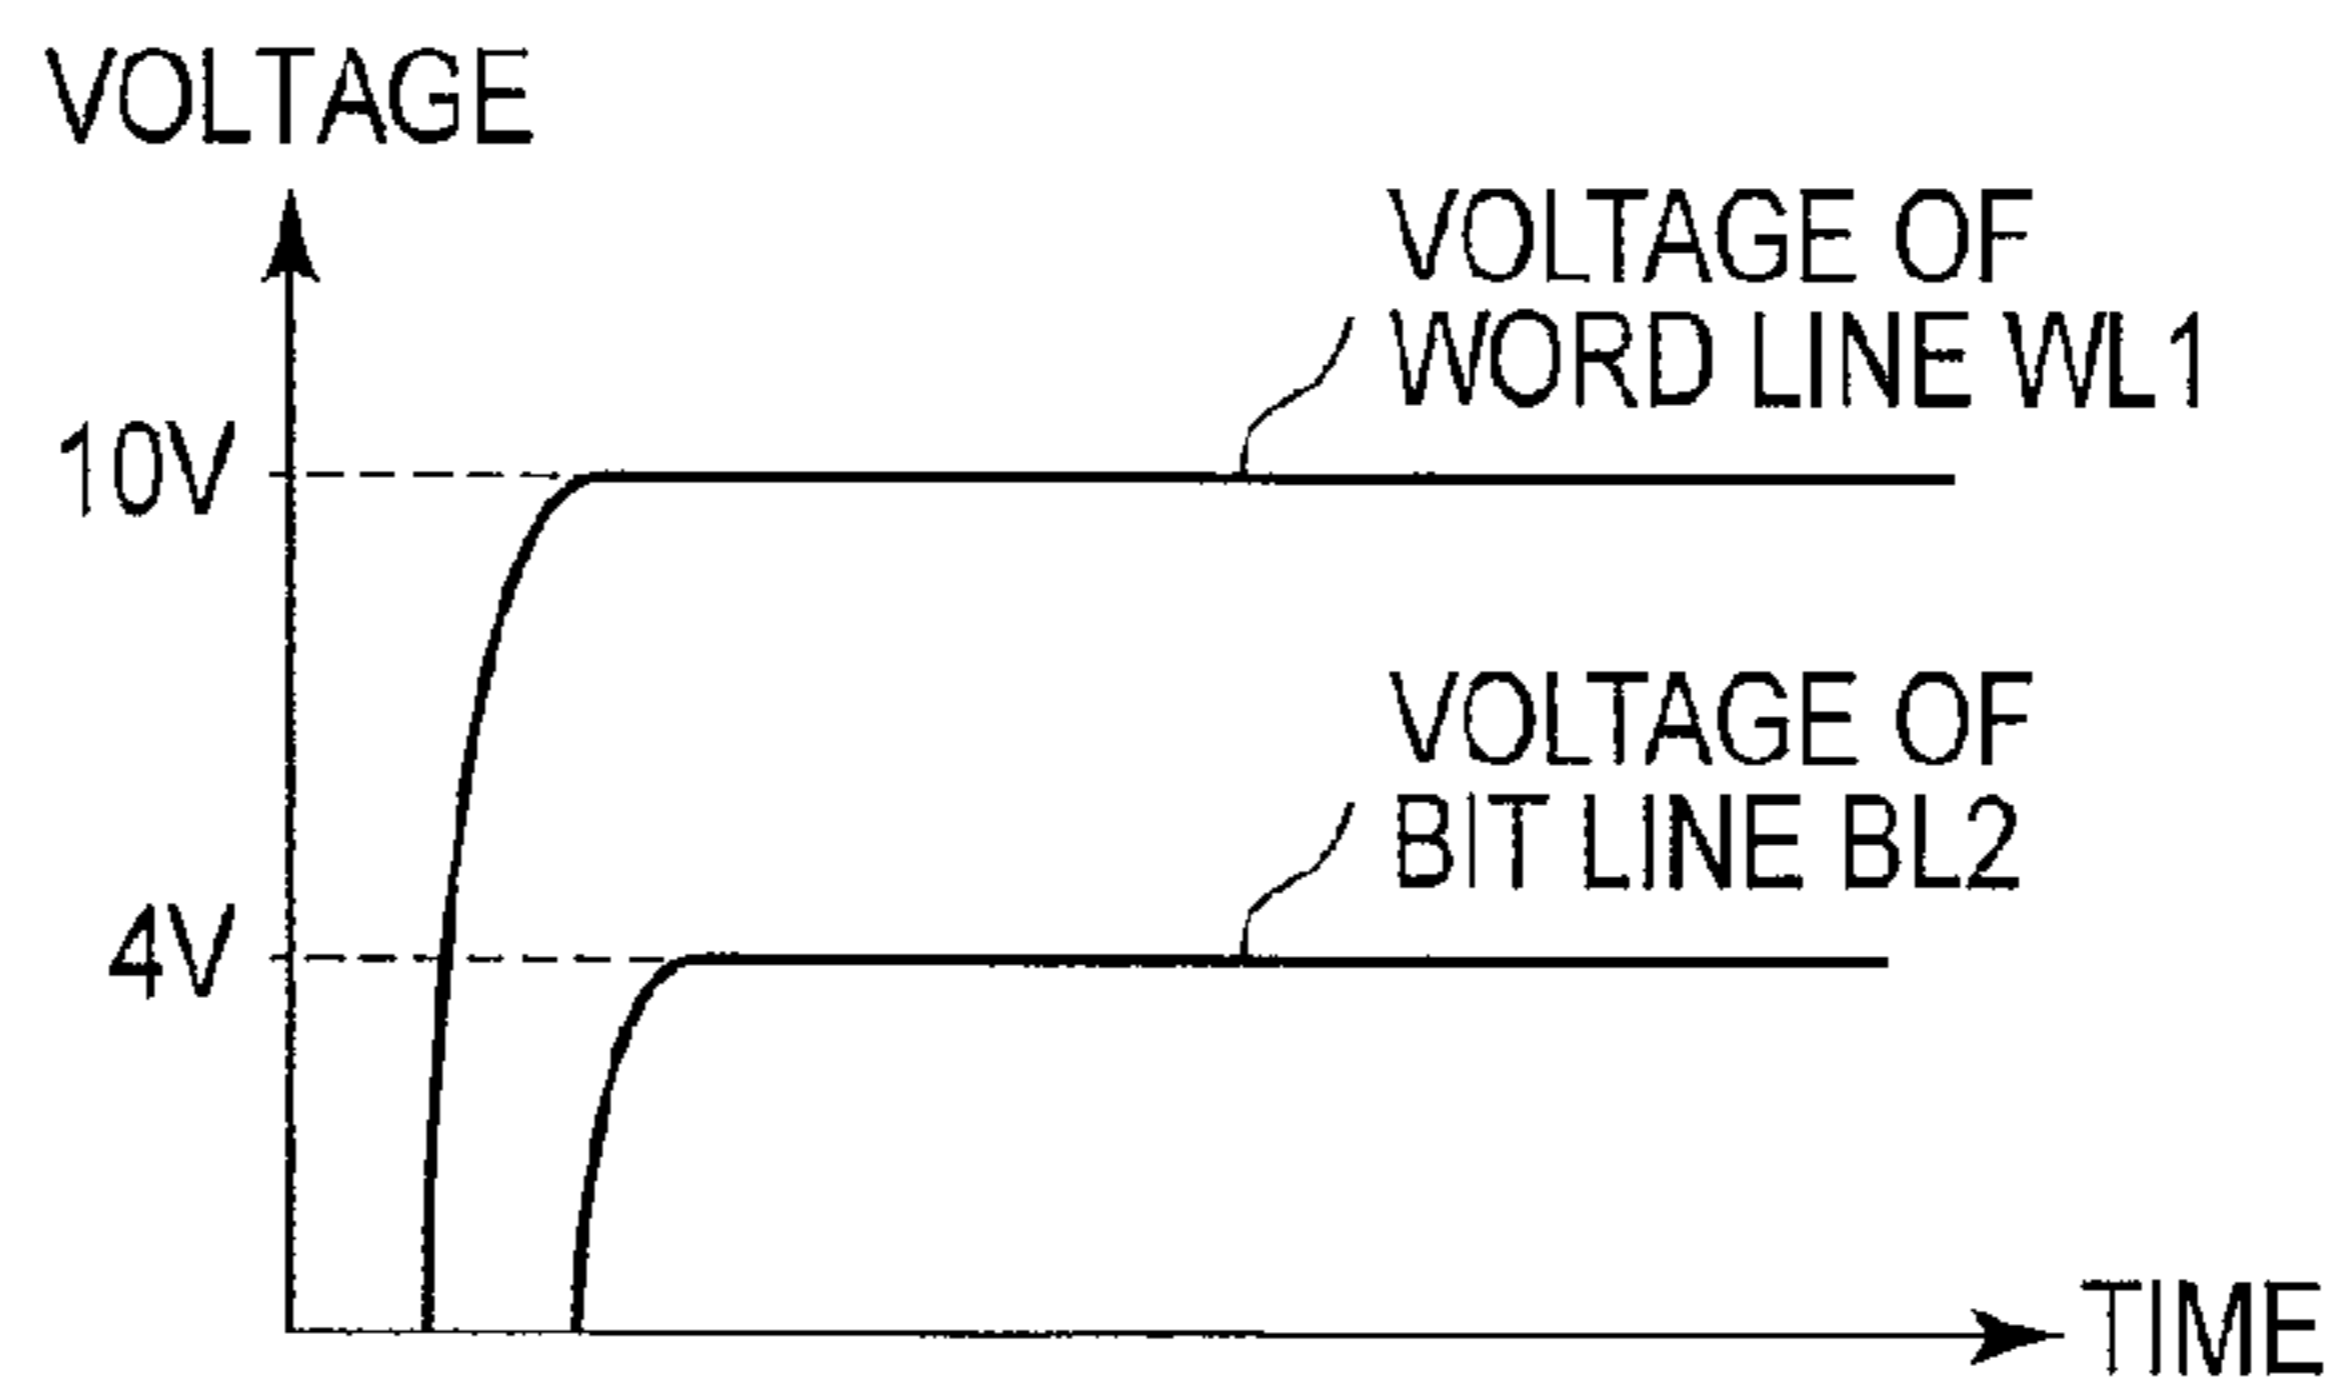 VOLTAGE
VOLTAGE OF
WORD LINE WL1
10V
VOLTAGE OF
BIT LINE BL2
4V
TIME